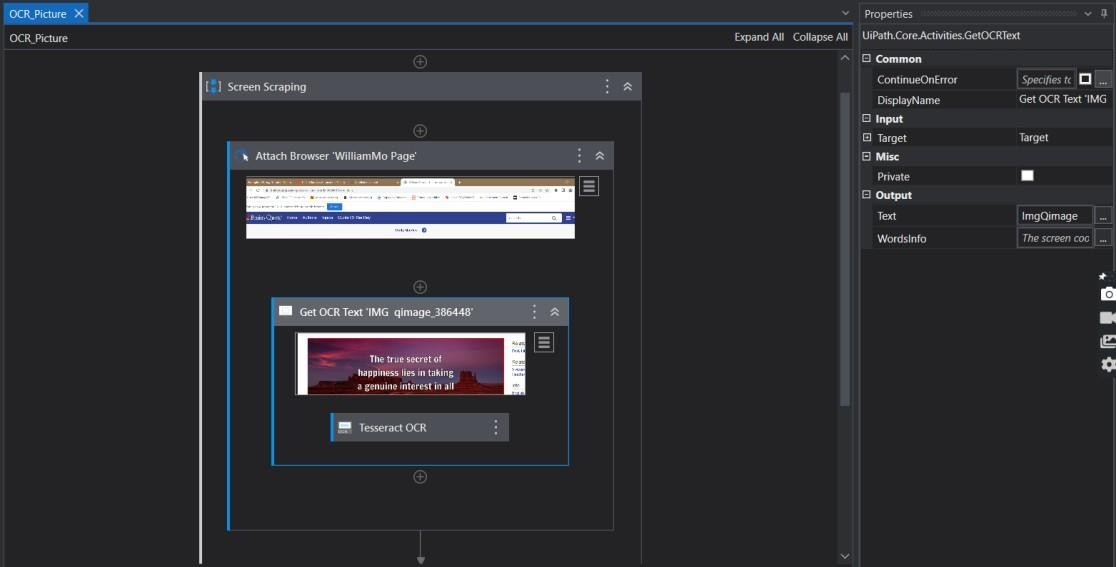 OCR_Picture
Properties
OCR_Picture
Expand All Collapse All
UiPath.Core.Activities.GetOCRText
Screen Scraping
Common
ContinueOnError Specifies tc ...
DisplayName Get OCR Text 'IMG
Input
Target Target
Misc
Private
Output
Text ImgQimage ...
WordsInfo The screen coo ...
Attach Browser 'WilliamMo Page'
Get OCR Text 'IMG qimage_386448'
The true secret of
happiness lies in taking
a genuine interest in all
Tesseract OCR